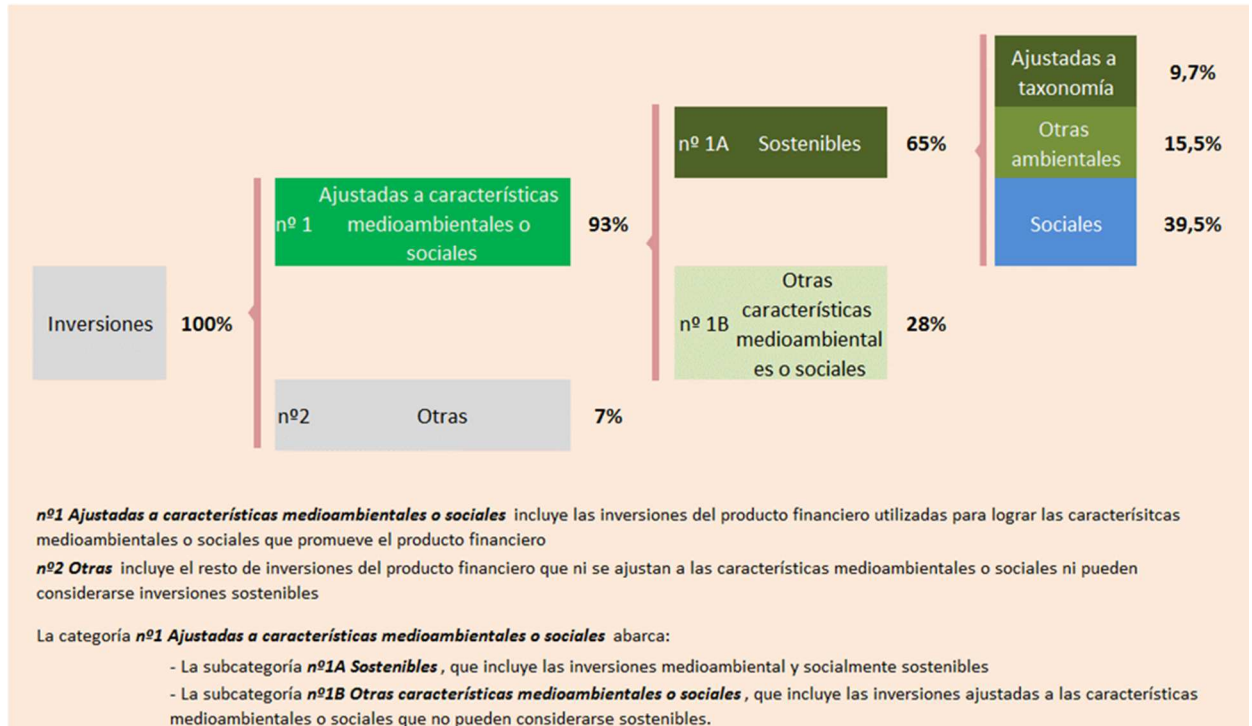 Ajustadas a
taxonomía
9,7%
Otras
ambientales
15,5%
Sociales
39,5%
nº 1A Sostenibles 65%
nº 1 Ajustadas a características
medioambientales o
sociales
93%
Otras
características
nº 1B medioambiental
es o sociales
28%
Inversiones 100%
nº2 Otras 7%
nº1 Ajustadas a características medioambientales o sociales incluye las inversiones del producto financiero utilizadas para lograr las caracterísitcas
medioambientales o sociales que promueve el producto financiero
nº2 Otras incluye el resto de inversiones del producto financiero que ni se ajustan a las características medioambientales o sociales ni pueden
considerarse inversiones sostenibles
La categoría nº1 Ajustadas a características medioambientales o sociales abarca:
- La subcategoría nº1A Sostenibles, que incluye las inversiones medioambiental y socialmente sostenibles
- La subcategoría nº1B Otras características medioambientales o sociales, que incluye las inversiones ajustadas a las características
medioambientales o sociales que no pueden considerarse sostenibles.